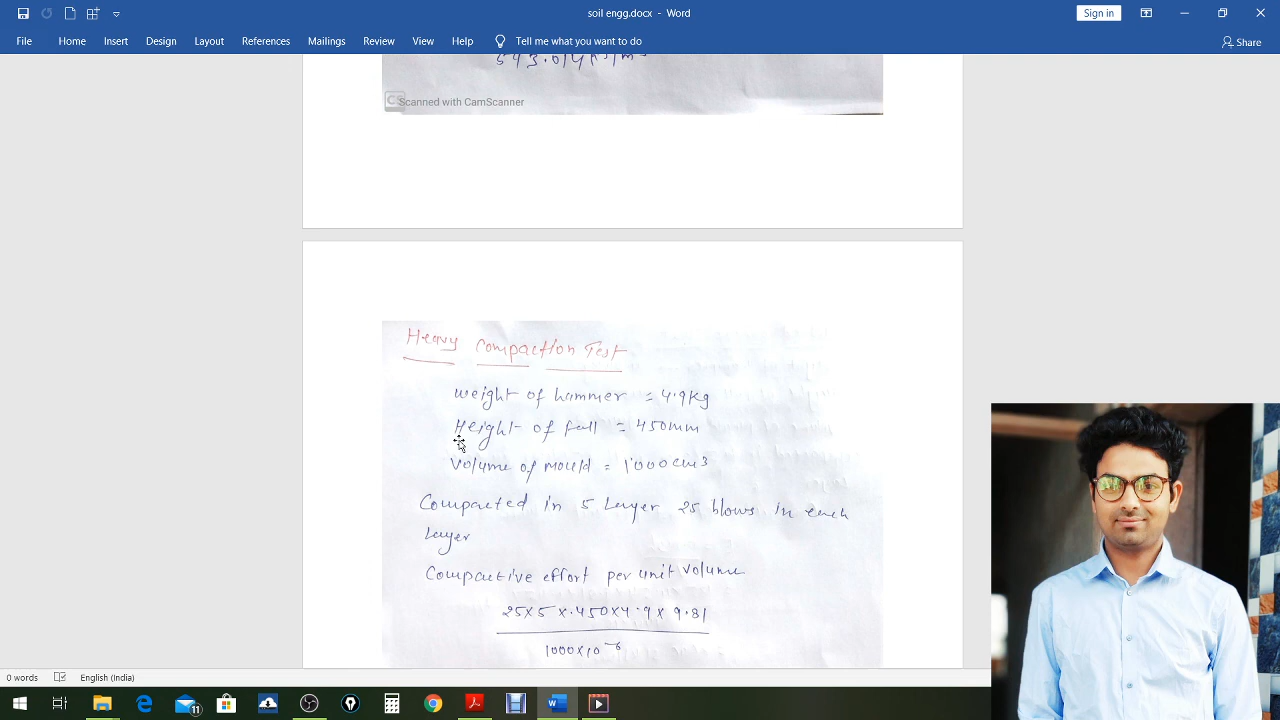 soil engg.docx - Word
Sign in
File Home Insert Design Layout References Mailings Review View Help Tell me what you want to do
Share
CS Scanned with CamScanner
Heavy Compaction Test
weight of hammer = 4.9Kg
Height of fall = 450mm
Volume of mould = 1000cm3
Compacted in 5 Layer 25 blows in each
layer
Compactive effort per unit volume
25x5x.450x4.9x9.81
1000x10-6
0 words English (India)
11